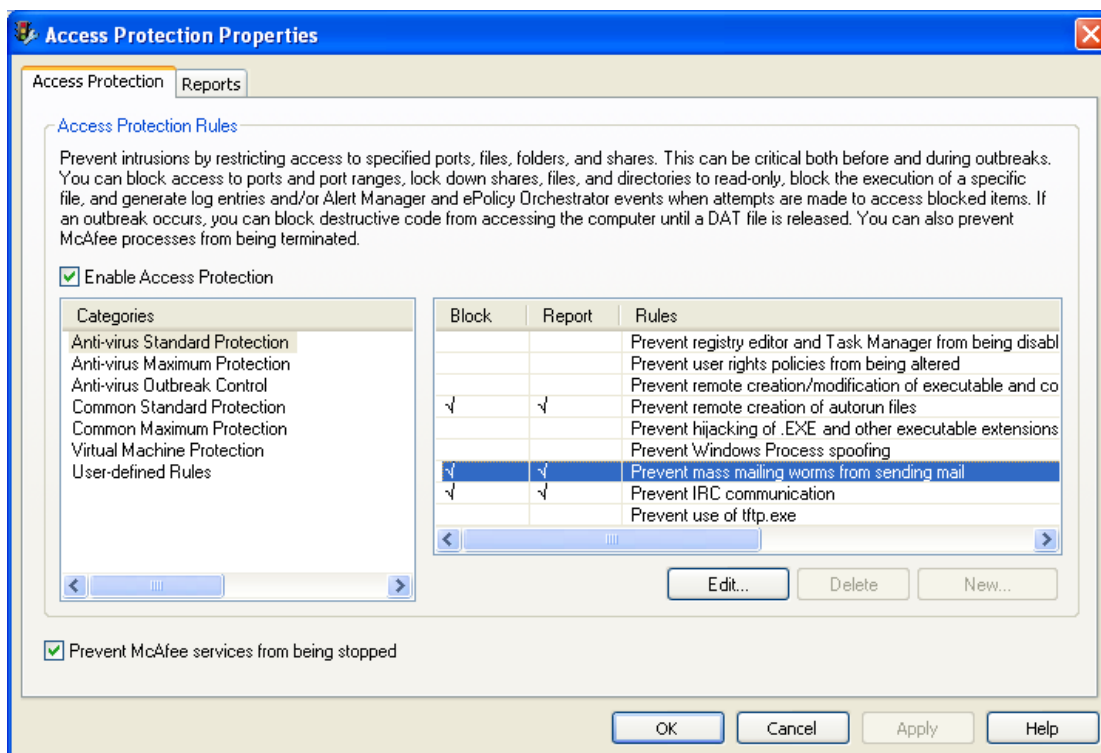 Access Protection Properties
Access Protection
Reports
Access Protection Rules
Prevent intrusions by restricting access to specified ports, files, folders, and shares. This can be critical both before and during outbreaks.
You can block access to ports and port ranges, lock down shares, files, and directories to read-only, block the execution of a specific
file, and generate log entries and/or Alert Manager and ePolicy Orchestrator events when attempts are made to access blocked items. If
an outbreak occurs, you can block destructive code from accessing the computer until a DAT file is released. You can also prevent
McAfee processes from being terminated.
Enable Access Protection
Categories
Anti-virus Standard Protection
Anti-virus Maximum Protection
Anti-virus Outbreak Control
Common Standard Protection
Common Maximum Protection
Virtual Machine Protection
User-defined Rules
Block Report Rules
Prevent registry editor and Task Manager from being disabl
Prevent user rights policies from being altered
Prevent remote creation/modification of executable and co
Prevent remote creation of autorun files
Prevent hijacking of .EXE and other executable extensions
Prevent Windows Process spoofing
Prevent mass mailing worms from sending mail
Prevent IRC communication
Prevent use of tftp.exe
Edit... Delete New...
Prevent McAfee services from being stopped
OK Cancel Apply Help